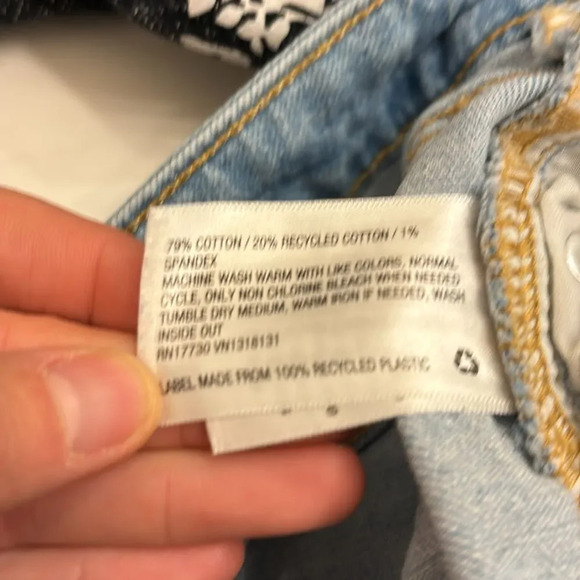 79% COTTON / 20% RECYCLED COTTON / 1%
SPANDEX
MACHINE WASH WARM WITH LIKE COLORS, NORMAL
CYCLE, ONLY NON CHLORINE BLEACH WHEN NEEDED
TUMBLE DRY MEDIUM, WARM IRON IF NEEDED, WASH
INSIDE OUT
RN17730 VN1318131
LABEL MADE FROM 100% RECYCLED PLASTIC